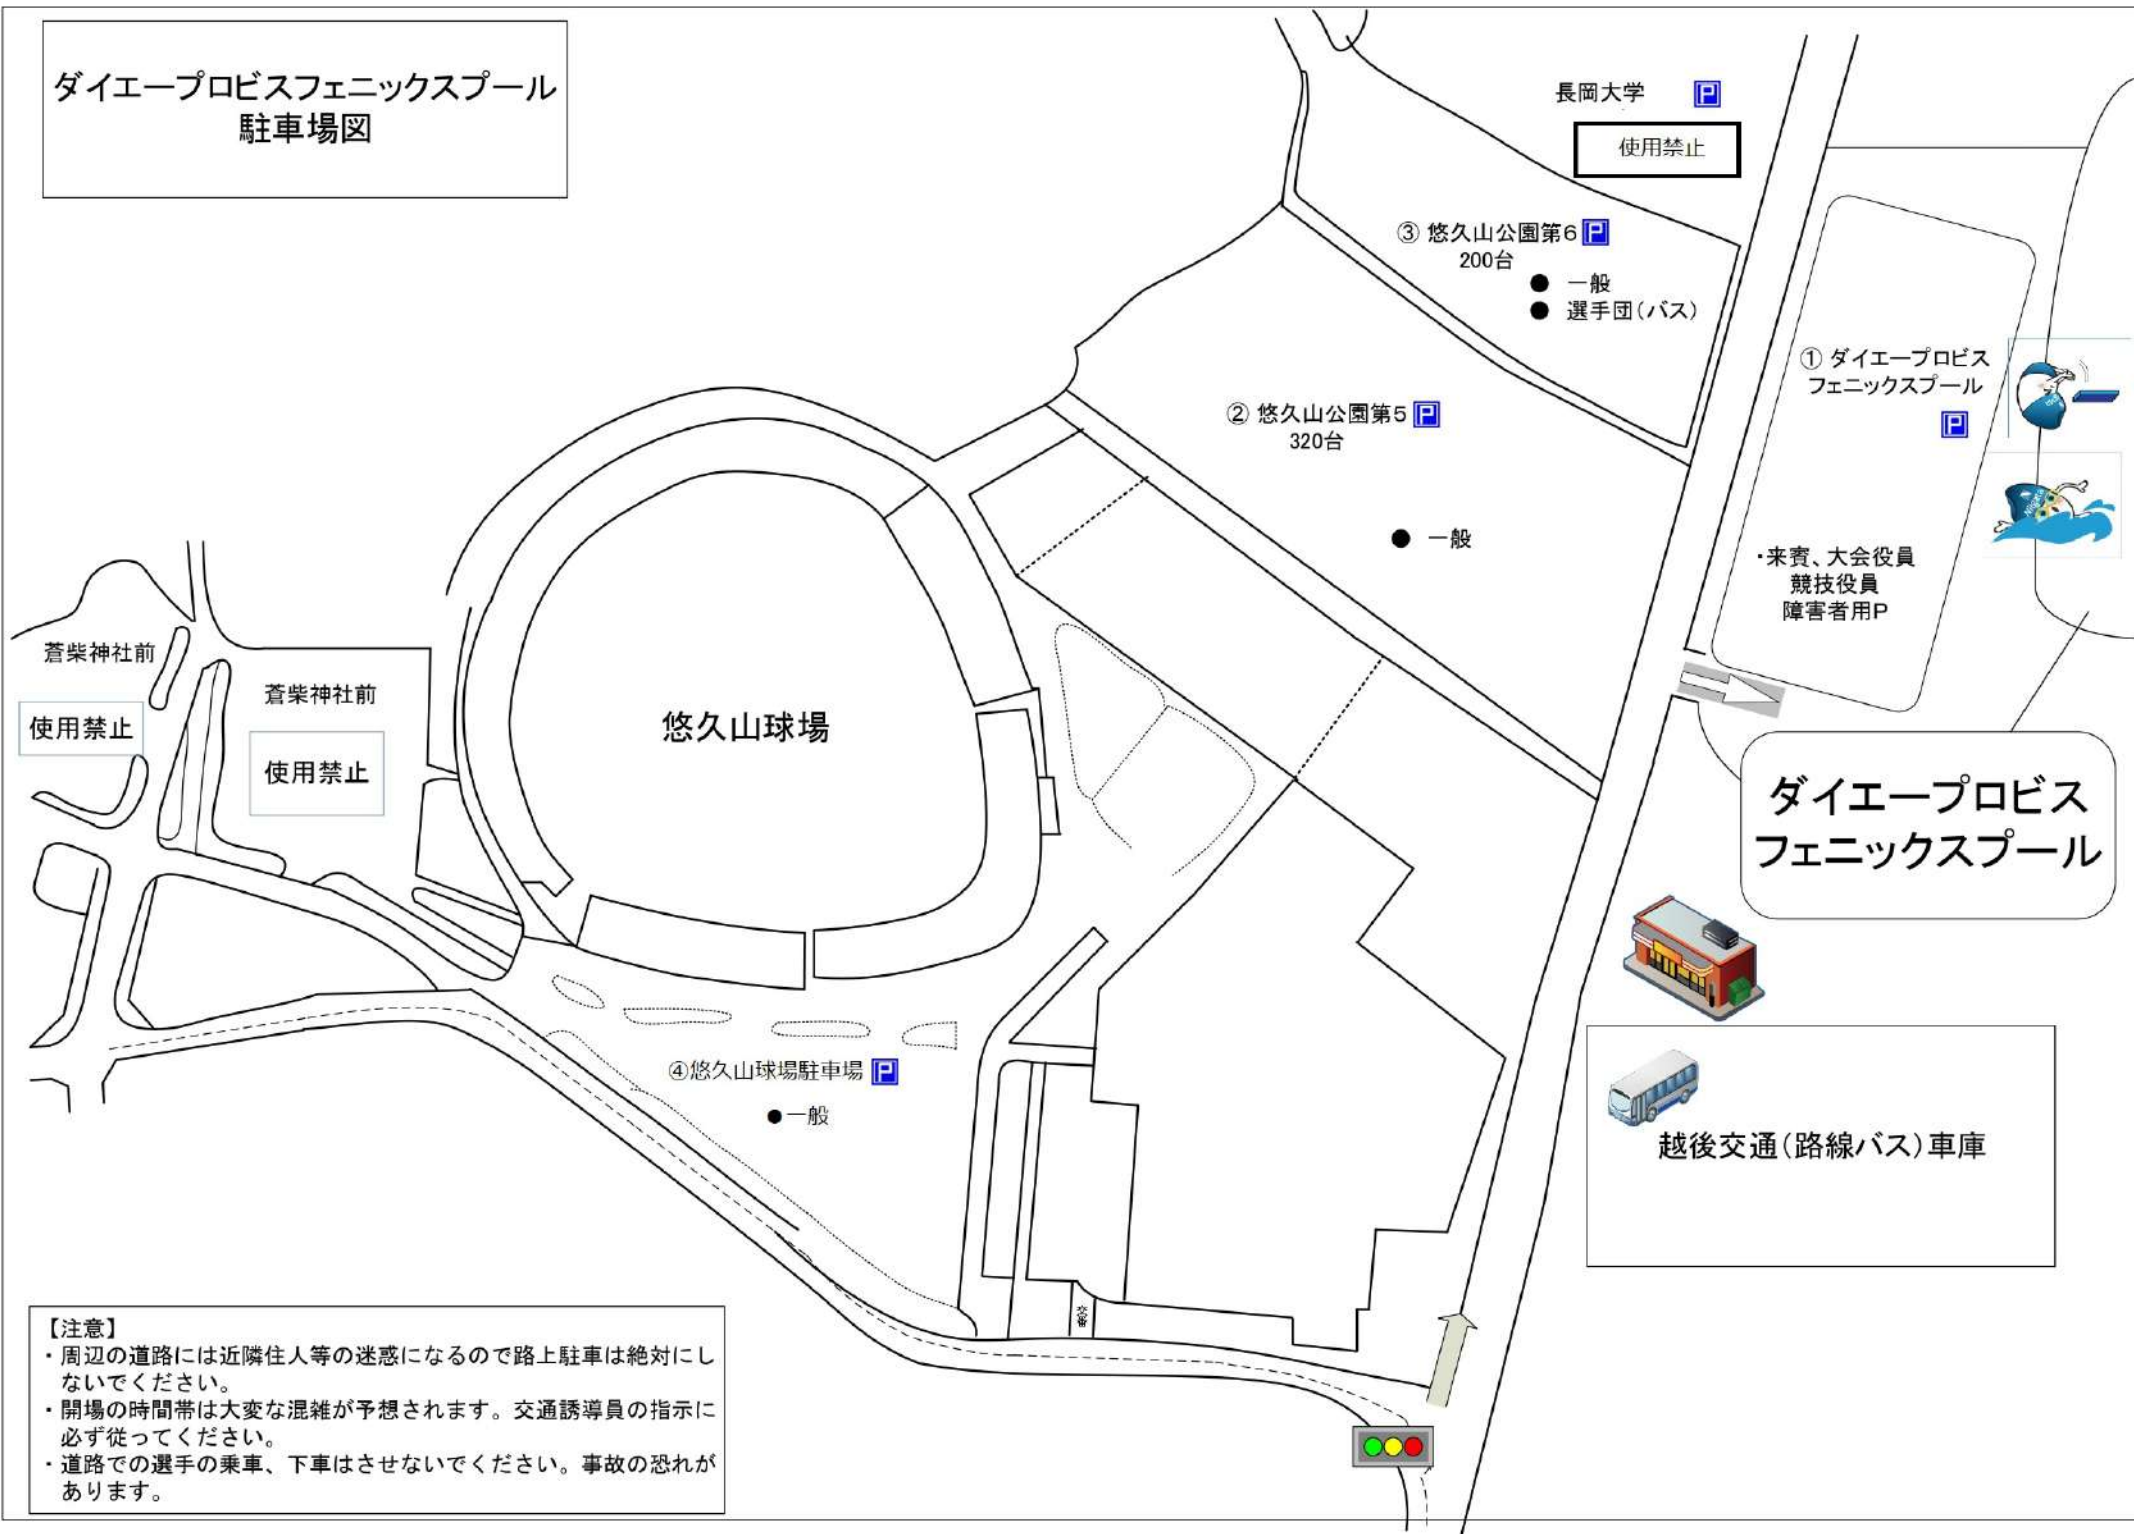 ダイエープロビスフェニックスプール
駐車場図
長岡大学 P
使用禁止
③ 悠久山公園第6 P
200台
● 一般
● 選手団(バス)
① ダイエープロビス
フェニックスプール
P
② 悠久山公園第5 P
320台
● 一般
・来賓、大会役員
競技役員
障害者用P
蒼柴神社前
使用禁止
蒼柴神社前
使用禁止
悠久山球場
ダイエープロビス
フェニックスプール
④悠久山球場駐車場 P
●一般
越後交通(路線バス)車庫
交番
【注意】
・周辺の道路には近隣住人等の迷惑になるので路上駐車は絶対にし
ないでください。
・開場の時間帯は大変な混雑が予想されます。交通誘導員の指示に
必ず従ってください。
・道路での選手の乗車、下車はさせないでください。事故の恐れが
あります。